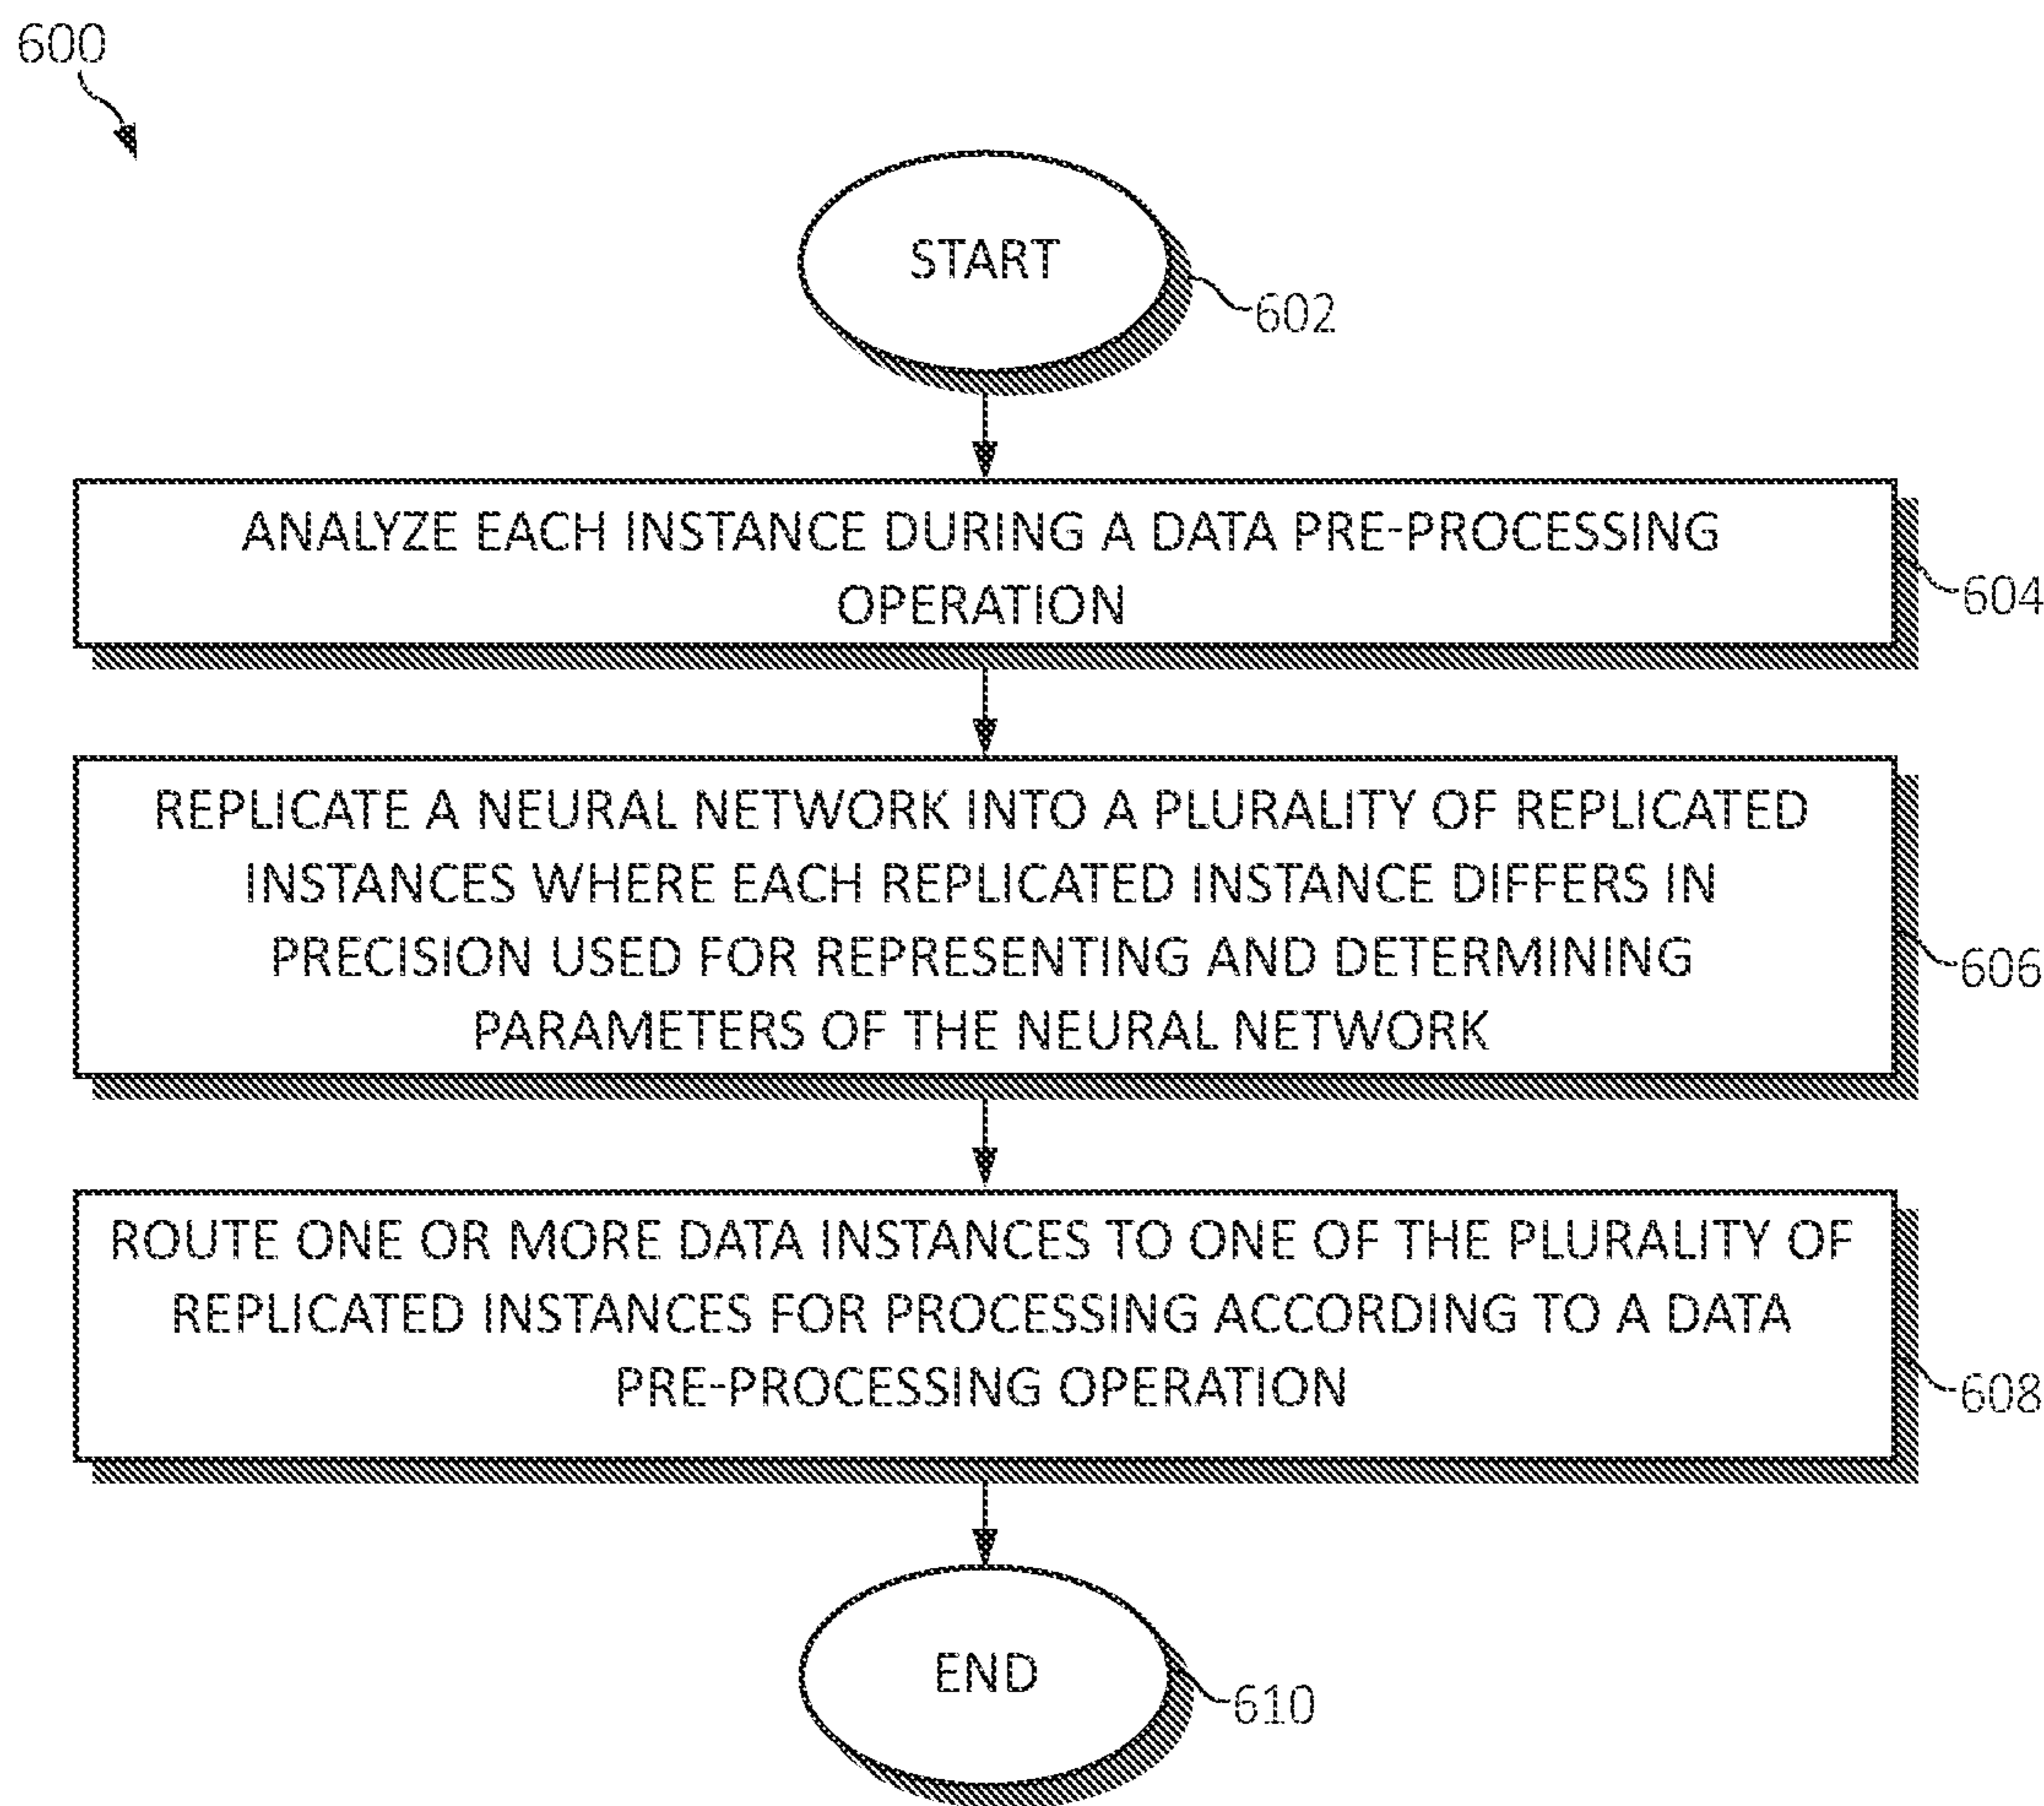 600
START
602
ANALYZE EACH INSTANCE DURING A DATA PRE-PROCESSING
OPERATION
604
REPLICATE A NEURAL NETWORK INTO A PLURALITY OF REPLICATED
INSTANCES WHERE EACH REPLICATED INSTANCE DIFFERS IN
PRECISION USED FOR REPRESENTING AND DETERMINING
PARAMETERS OF THE NEURAL NETWORK
606
ROUTE ONE OR MORE DATA INSTANCES TO ONE OF THE PLURALITY OF
REPLICATED INSTANCES FOR PROCESSING ACCORDING TO A DATA
PRE-PROCESSING OPERATION
608
END
610